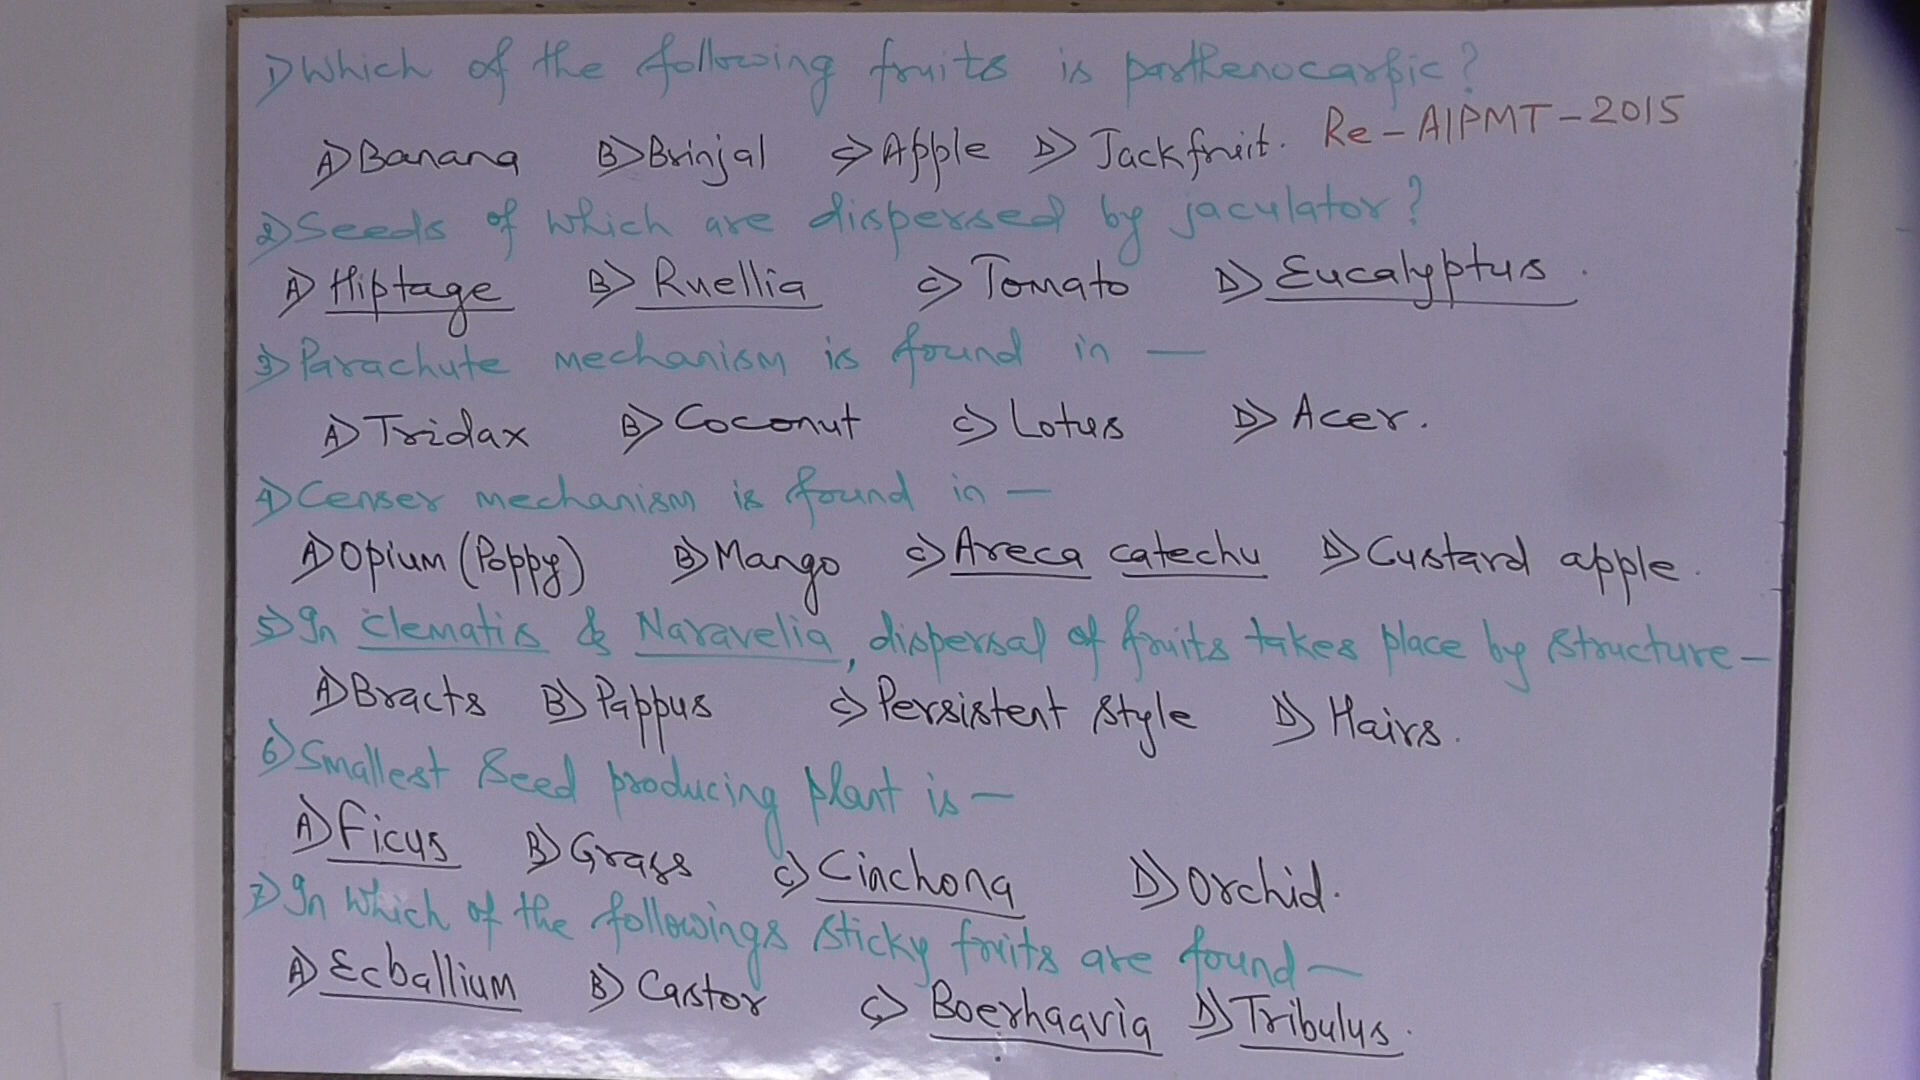 1) Which of the following fruits is parthenocarpic?
Re-AIPMT-2015
A) Banana B) Brinjal C) Apple D) Jackfruit.
2) Seeds of which are dispersed by jaculator?
A) Hiptage B) Ruellia C) Tomato D) Eucalyptus.
3) Parachute mechanism is found in —
A) Tridax B) Coconut C) Lotus D) Acer.
4) Censer mechanism is found in —
A) Opium (Poppy) B) Mango C) Areca catechu D) Custard apple.
5) In Clematis & Naravelia, dispersal of fruits takes place by structure —
A) Bracts B) Pappus C) Persistent style D) Hairs.
6) Smallest seed producing plant is —
A) Ficus B) Grass C) Cinchona D) Orchid.
7) In which of the followings sticky fruits are found —
A) Ecballium B) Castor C) Boerhaavia D) Tribulus.